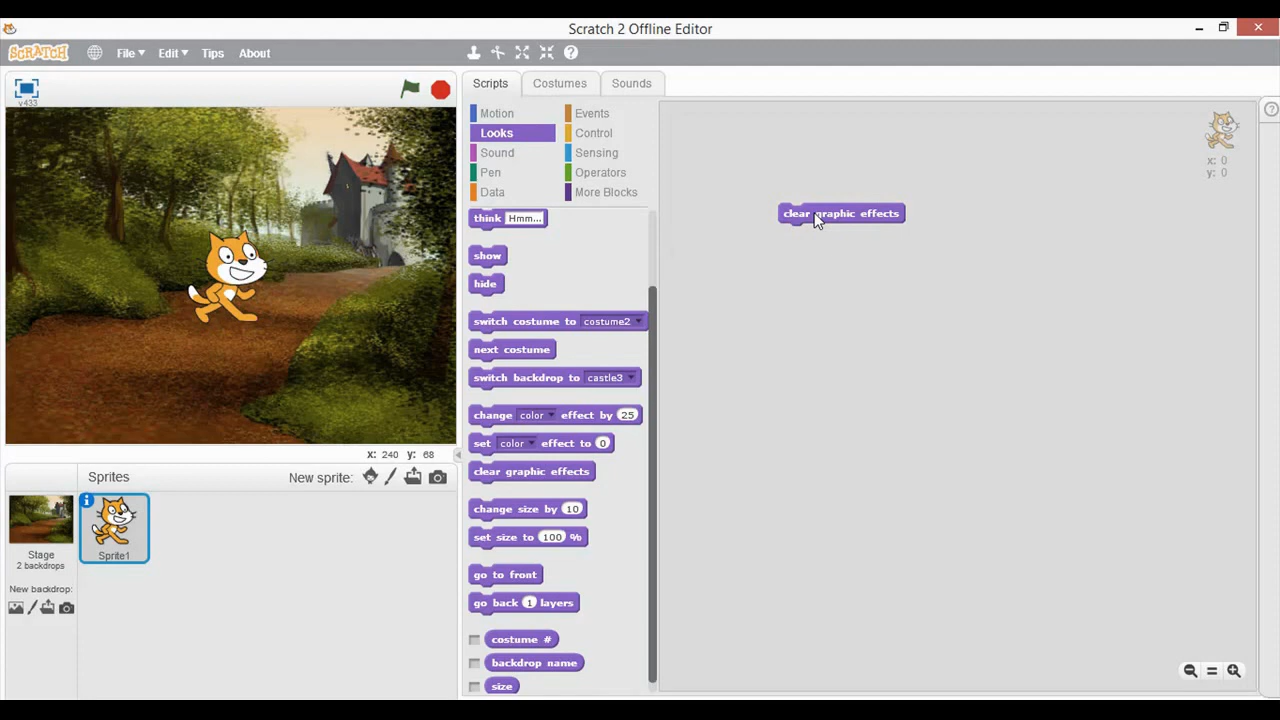 Scratch 2 Offline Editor
SCRATCH File Edit Tips About
v433
Scripts Costumes Sounds
Motion Events
Looks Control
Sound Sensing
Pen Operators
Data More Blocks
x: 0
y: 0
think Hmm...
show
hide
switch costume to costume2
next costume
switch backdrop to castle3
change color effect by 25
set color effect to 0
clear graphic effects
change size by 10
set size to 100 %
go to front
go back 1 layers
costume #
backdrop name
size
clear graphic effects
x: 240 y: 68
Sprites New sprite:
Stage
2 backdrops
New backdrop:
Sprite1